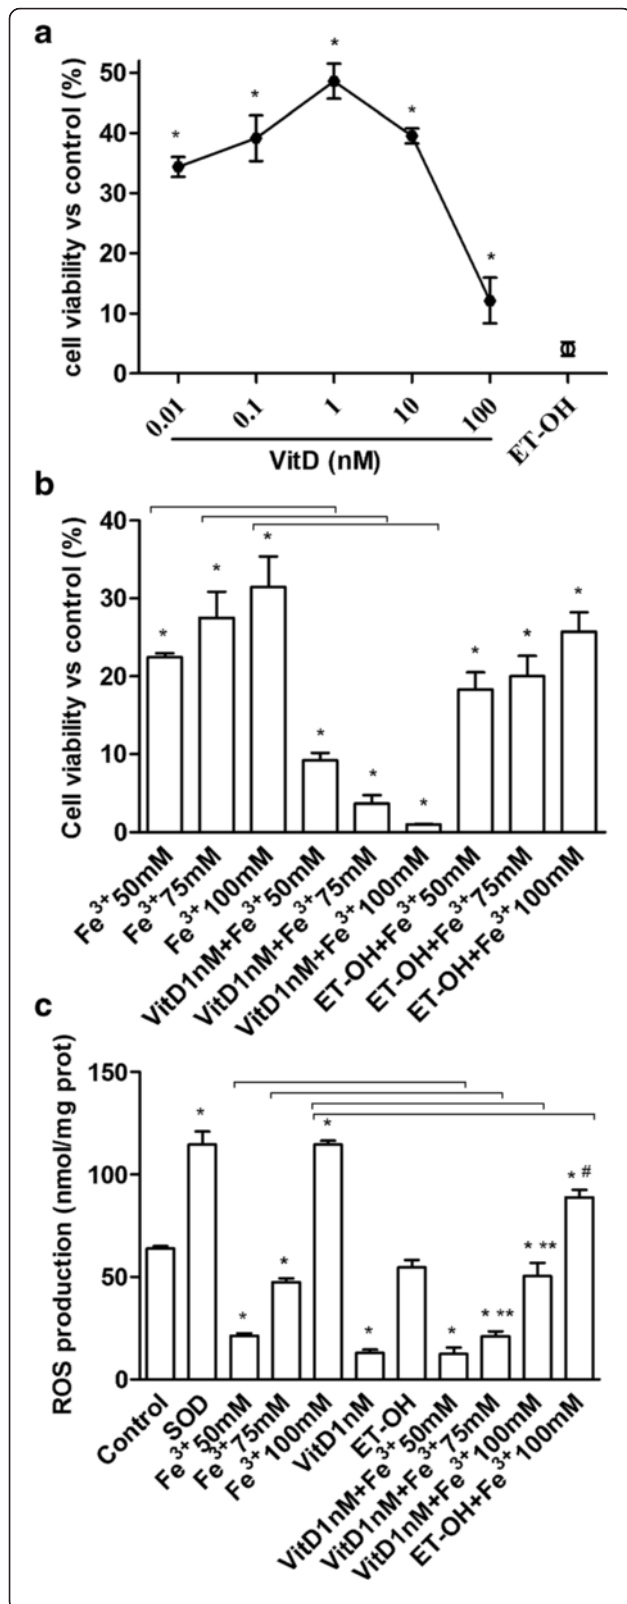 a
cell viability vs control (%)
50
40
30
20
10
0
* * * * *
0.01 0.1 1 10 100 ET-OH
VitD (nM)
b
Cell viability vs control (%)
40
30
20
10
0
* * * * * * * * *
Fe3+ 50mM
Fe3+ 75mM
Fe3+ 100mM
VitD1nM+Fe3+ 50mM
VitD1nM+Fe3+ 75mM
VitD1nM+Fe3+ 100mM
ET-OH+Fe3+ 50mM
ET-OH+Fe3+ 75mM
ET-OH+Fe3+ 100mM
c
ROS production (nmol/mg prot)
150
100
50
0
* * * * * * * ** * ** * #
Control
SOD
Fe3+ 50mM
Fe3+ 75mM
Fe3+ 100mM
VitD1nM
ET-OH
VitD1nM+Fe3+ 50mM
VitD1nM+Fe3+ 75mM
VitD1nM+Fe3+ 100mM
ET-OH+Fe3+ 100mM